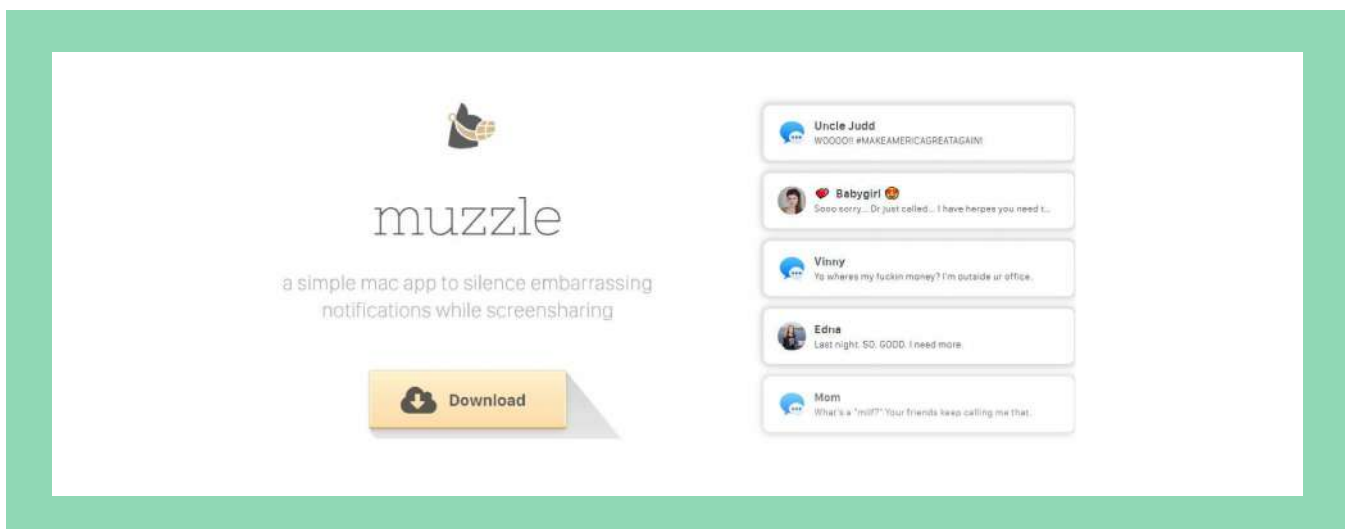 muzzle
a simple mac app to silence embarrassing
notifications while screensharing
Download
Uncle Judd
WOOOO!! #MAKEAMERICAGREATAGAIN!
Babygirl
Sooo sorry... Dr just called... I have herpes you need t...
Vinny
Yo wheres my fuckin money? I'm outside ur office.
Edna
Last night. SO. GOOD. I need more.
Mom
What's a "milf?" Your friends keep calling me that.